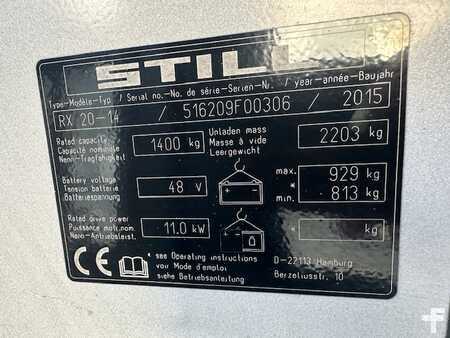 STILL
Type-Modèle-Typ / Serial no.-No. de série-Serien-Nr. / year-année-Baujahr
RX 20-14 / 516209F00306 / 2015
Rated capacity
Capacité nominale
Nenn-Tragfähigkeit
1400 kg
Unladen mass
Masse à vide
Leergewicht
2203 kg
Battery voltage
Tension batterie
Batteriespannung
48 v
max. 929 kg
*
min. 813 kg
Rated drive power
Puissance motr.nom.
Nenn-Antriebsleist.
11.0 kW
* kg
CE
* see Operating instructions
voir Mode d'emploi
siehe Betriebsanleitung
D-22113 Hamburg
Berzeliusstr. 10